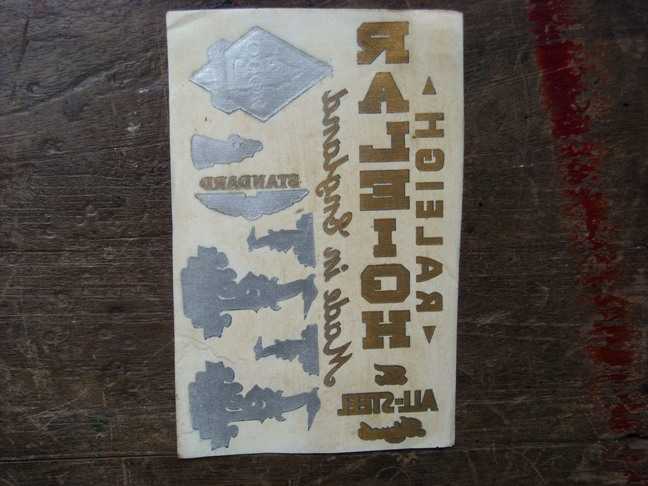 RALEIGH
RALEIGH
Made in England
STANDARD
ALL-STEEL